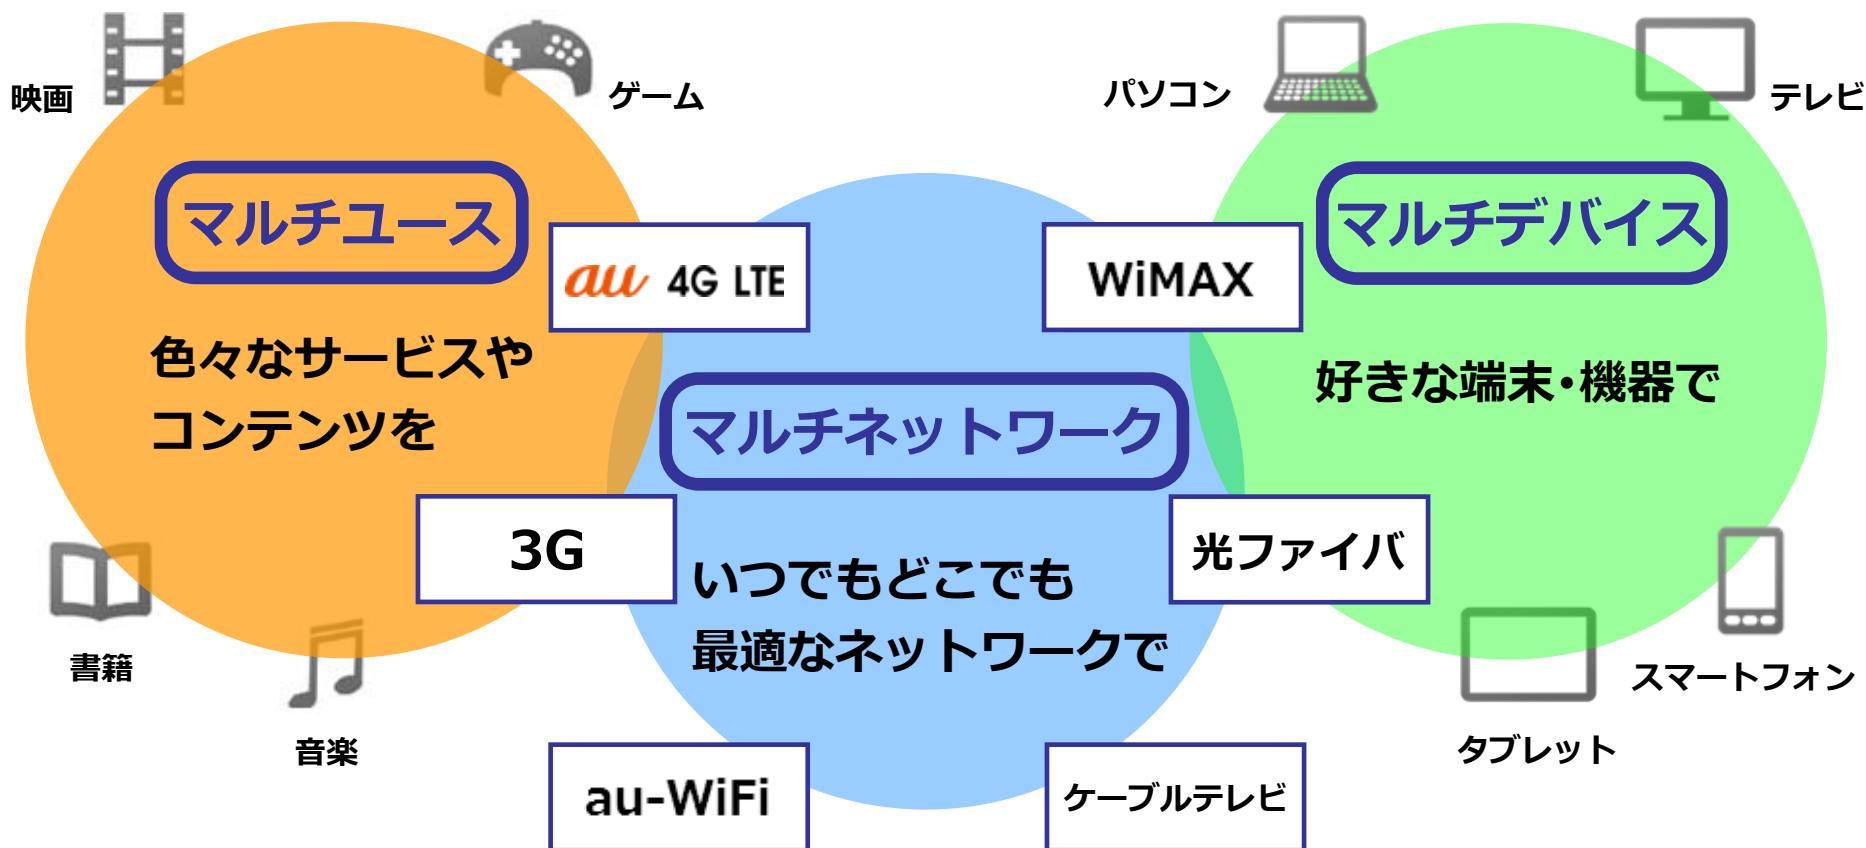 映画
ゲーム
パソコン
テレビ
マルチユース
マルチデバイス
au 4G LTE
WiMAX
色々なサービスや
コンテンツを
好きな端末・機器で
マルチネットワーク
3G
光ファイバ
いつでもどこでも
最適なネットワークで
書籍
音楽
スマートフォン
タブレット
au-WiFi
ケーブルテレビ